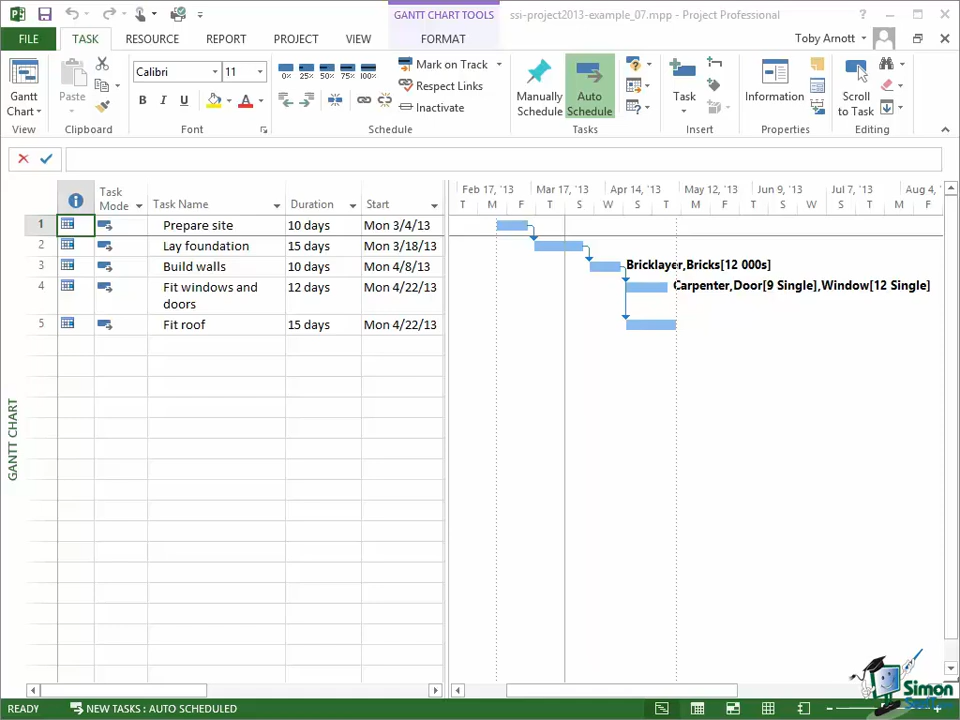 GANTT CHART TOOLS
ssi-project2013-example_07.mpp - Project Professional
FILE TASK RESOURCE REPORT PROJECT VIEW FORMAT Toby Arnott
Gantt Chart
View
Paste
Clipboard
Calibri 11
B I U A
Font
0% 25% 50% 75% 100%
Mark on Track
Respect Links
Inactivate
Schedule
Manually Schedule
Auto Schedule
Tasks
Task
Insert
Information
Properties
Scroll to Task
Editing
Task Mode Task Name Duration Start
Feb 17, '13 Mar 17, '13 Apr 14, '13 May 12, '13 Jun 9, '13 Jul 7, '13 Aug 4, '
T M F T S W S T M F T S W S T M F
1 Prepare site 10 days Mon 3/4/13
2 Lay foundation 15 days Mon 3/18/13
3 Build walls 10 days Mon 4/8/13 Bricklayer,Bricks[12 000s]
4 Fit windows and doors 12 days Mon 4/22/13 Carpenter,Door[9 Single],Window[12 Single]
5 Fit roof 15 days Mon 4/22/13
GANTT CHART
READY NEW TASKS : AUTO SCHEDULED
Simon